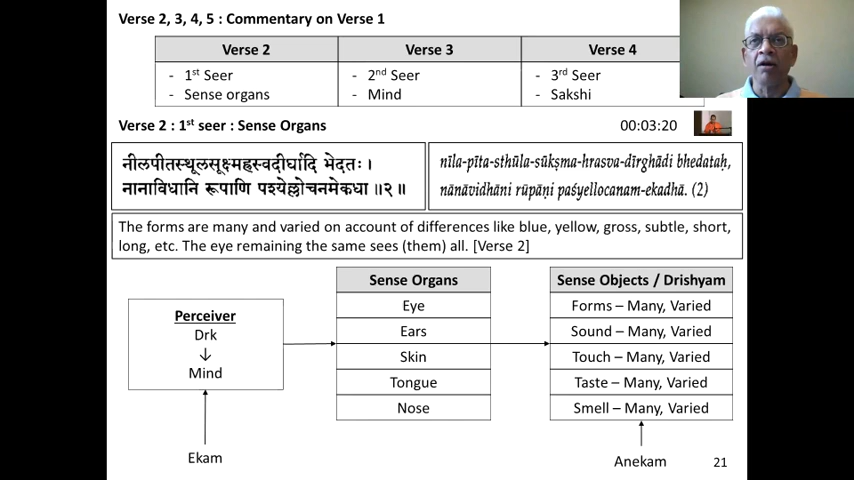 Verse 2, 3, 4, 5 : Commentary on Verse 1
Verse 2 Verse 3 Verse 4
- 1st Seer - 2nd Seer - 3rd Seer
- Sense organs - Mind - Sakshi
Verse 2 : 1st seer : Sense Organs 00:03:20
नीलपीतस्थूलसूक्ष्मह्रस्वदीर्घादि भेदतः ।
नानाविधानि रूपाणि पश्येल्लोचनमेकधा ॥२॥
nīla-pīta-sthūla-sūkṣma-hrasva-dīrghādi bhedataḥ,
nānāvidhāni rūpāṇi paśyellocanam-ekadhā. (2)
The forms are many and varied on account of differences like blue, yellow, gross, subtle, short,
long, etc. The eye remaining the same sees (them) all. [Verse 2]
Sense Organs Sense Objects / Drishyam
Eye Forms – Many, Varied
Perceiver
Drk
↓
Mind
Ears Sound – Many, Varied
Skin Touch – Many, Varied
Tongue Taste – Many, Varied
Nose Smell – Many, Varied
Ekam Anekam 21